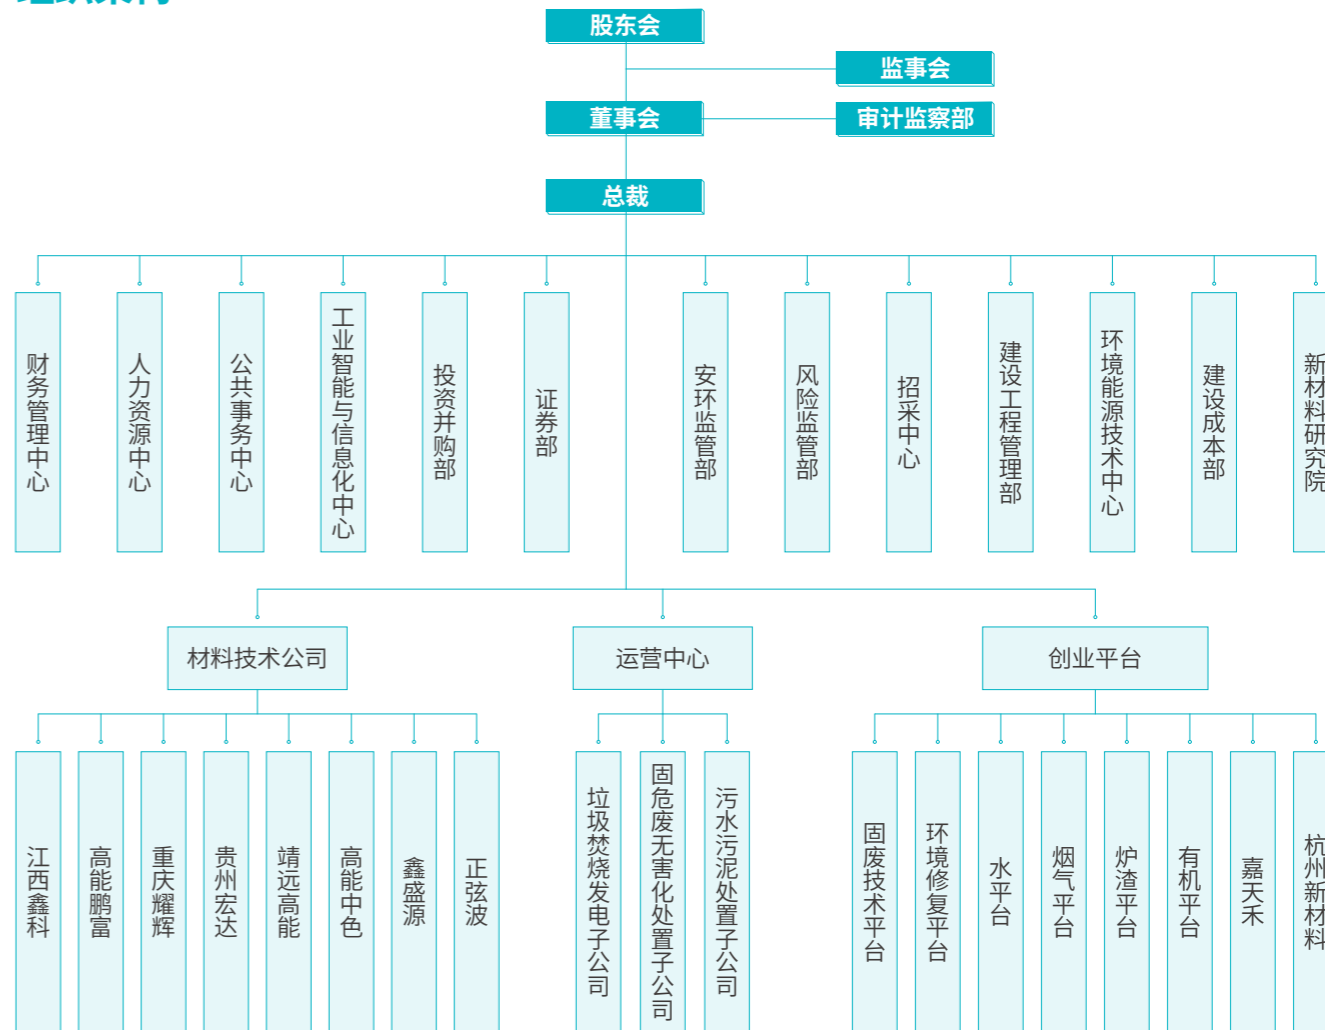 组织架构
股东会
监事会
董事会
审计监察部
总裁
财务管理中心
人力资源中心
公共事务中心
工业智能与信息化中心
投资并购部
证券部
安环监管部
风险监管部
招采中心
建设工程管理部
环境能源技术中心
建设成本部
新材料研究院
材料技术公司
运营中心
创业平台
江西鑫科
高能鹏富
重庆耀辉
贵州宏达
靖远高能
高能中色
鑫盛源
正弦波
垃圾焚烧发电子公司
固危废无害化处置子公司
污水污泥处置子公司
固废技术平台
环境修复平台
水平台
烟气平台
炉渣平台
有机平台
嘉天禾
杭州新材料